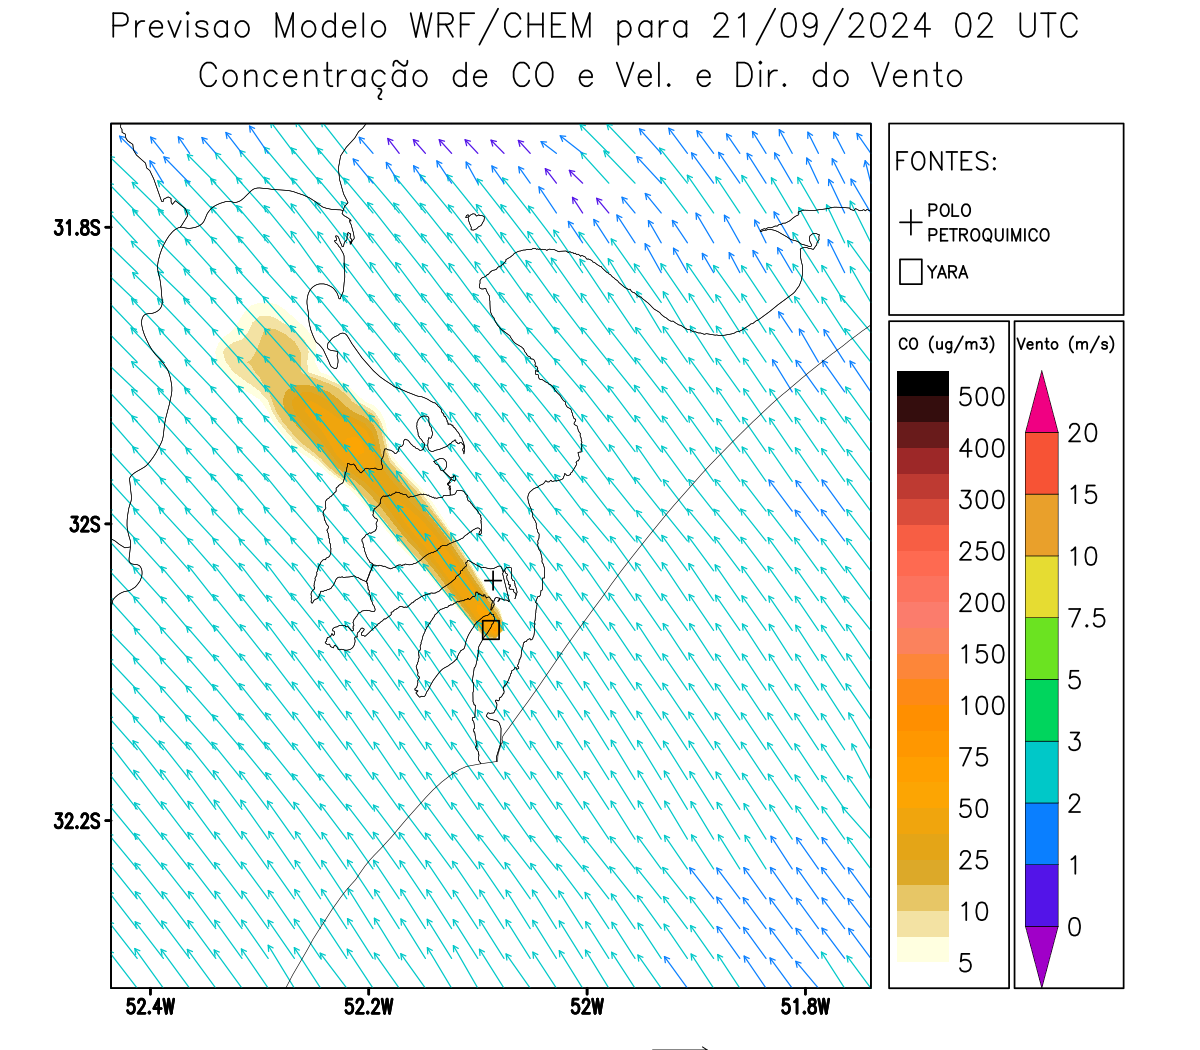 Previsao Modelo WRF/CHEM para 21/09/2024 02 UTC
Concentração de CO e Vel. e Dir. do Vento
FONTES:
POLO
PETROQUIMICO
YARA
31.8S
32S
32.2S
52.4W
52.2W
52W
51.8W
CO (ug/m3)
500
400
300
250
200
150
100
75
50
25
10
5
Vento (m/s)
20
15
10
7.5
5
3
2
1
0